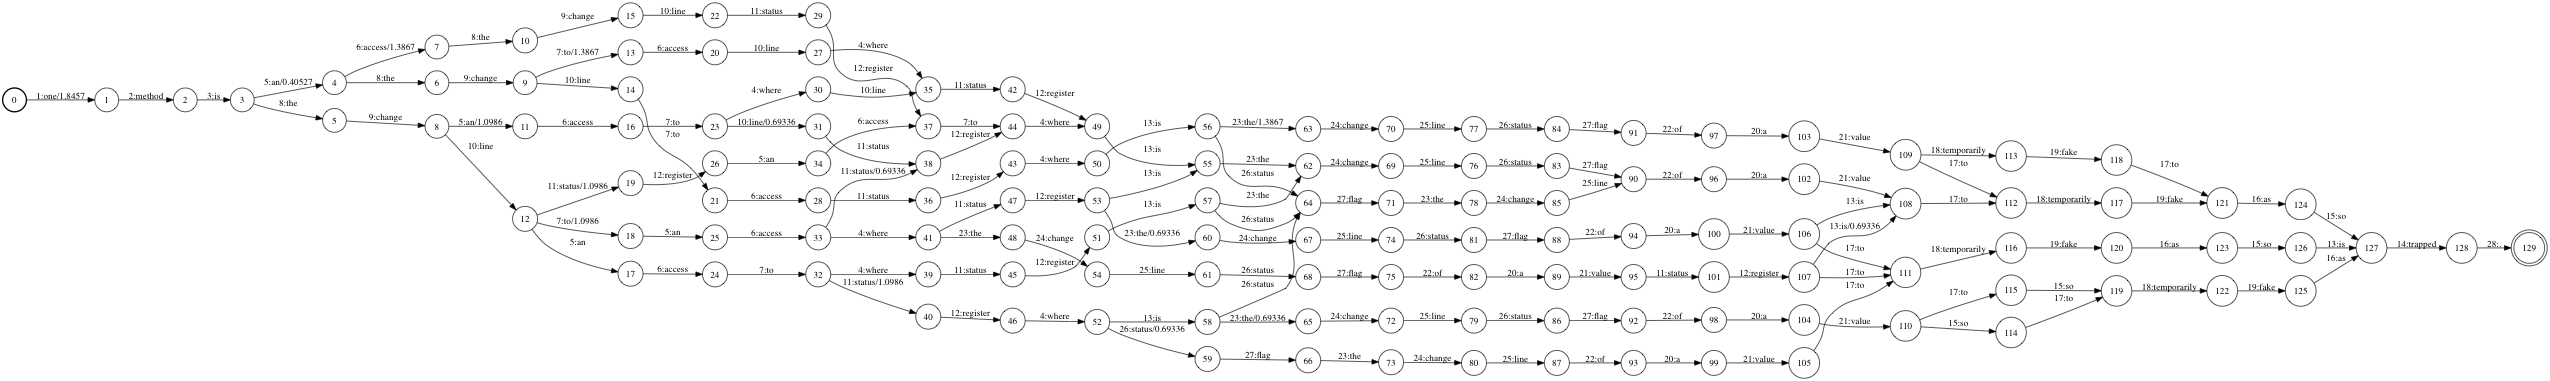 0 1:one/1.8457 1 2:method 2 3:is 3
5:an/0.40527 4
8:the 5
6:access/1.3867 7 8:the 10 9:change 15 10:line 22 11:status 29
8:the 6 9:change 9 7:to/1.3867 13 6:access 20 10:line 27 4:where
12:register
10:line 14 7:to
9:change 8 5:an/1.0986 11 6:access 16 7:to 23 4:where 30 10:line 35 11:status 42 12:register
10:line/0.69336 31 11:status
10:line 12 11:status/1.0986 19 12:register 26 5:an 34 6:access 37 7:to 44 4:where 49 13:is
12:register
21 6:access 28 11:status 36 12:register 43 4:where 50 13:is
11:status/0.69336 38
7:to/1.0986 18 5:an 25 6:access 33 4:where 41 11:status 47 12:register 53 13:is
23:the 48 24:change 54 25:line 61 26:status
23:the/0.69336 60 24:change 67 25:line 74 26:status 81 27:flag 88 22:of 94 20:a 100 21:value 106 13:is
17:to
5:an 17 6:access 24 7:to 32 4:where 39 11:status 45 12:register 51 13:is 57 23:the
26:status
11:status/1.0986 40 12:register 46 4:where 52 13:is 58 23:the/0.69336 65 24:change 72 25:line 79 26:status 86 27:flag 92 22:of 98 20:a 104 21:value 110
26:status
26:status/0.69336 59 27:flag 66 23:the 73 24:change 80 25:line 87 22:of 93 20:a 99 21:value 105 17:to
56 23:the/1.3867 63 24:change 70 25:line 77 26:status 84 27:flag 91 22:of 97 20:a 103 21:value 109
26:status
55 23:the 62 24:change 69 25:line 76 26:status 83 27:flag 90 22:of 96 20:a 102 21:value 108 17:to
64 27:flag 71 23:the 78 24:change 85 25:line
68 27:flag 75 22:of 82 20:a 89 21:value 95 11:status 101 12:register 107 13:is/0.69336
17:to
18:temporarily 113 19:fake 118 17:to
17:to 112 18:temporarily 117 19:fake 121 16:as 124 15:so
111 18:temporarily 116 19:fake 120 16:as 123 15:so 126 13:is 127 14:trapped 128 28:. 129
17:to 115 15:so 119 18:temporarily 122 19:fake 125 16:as
15:so 114 17:to